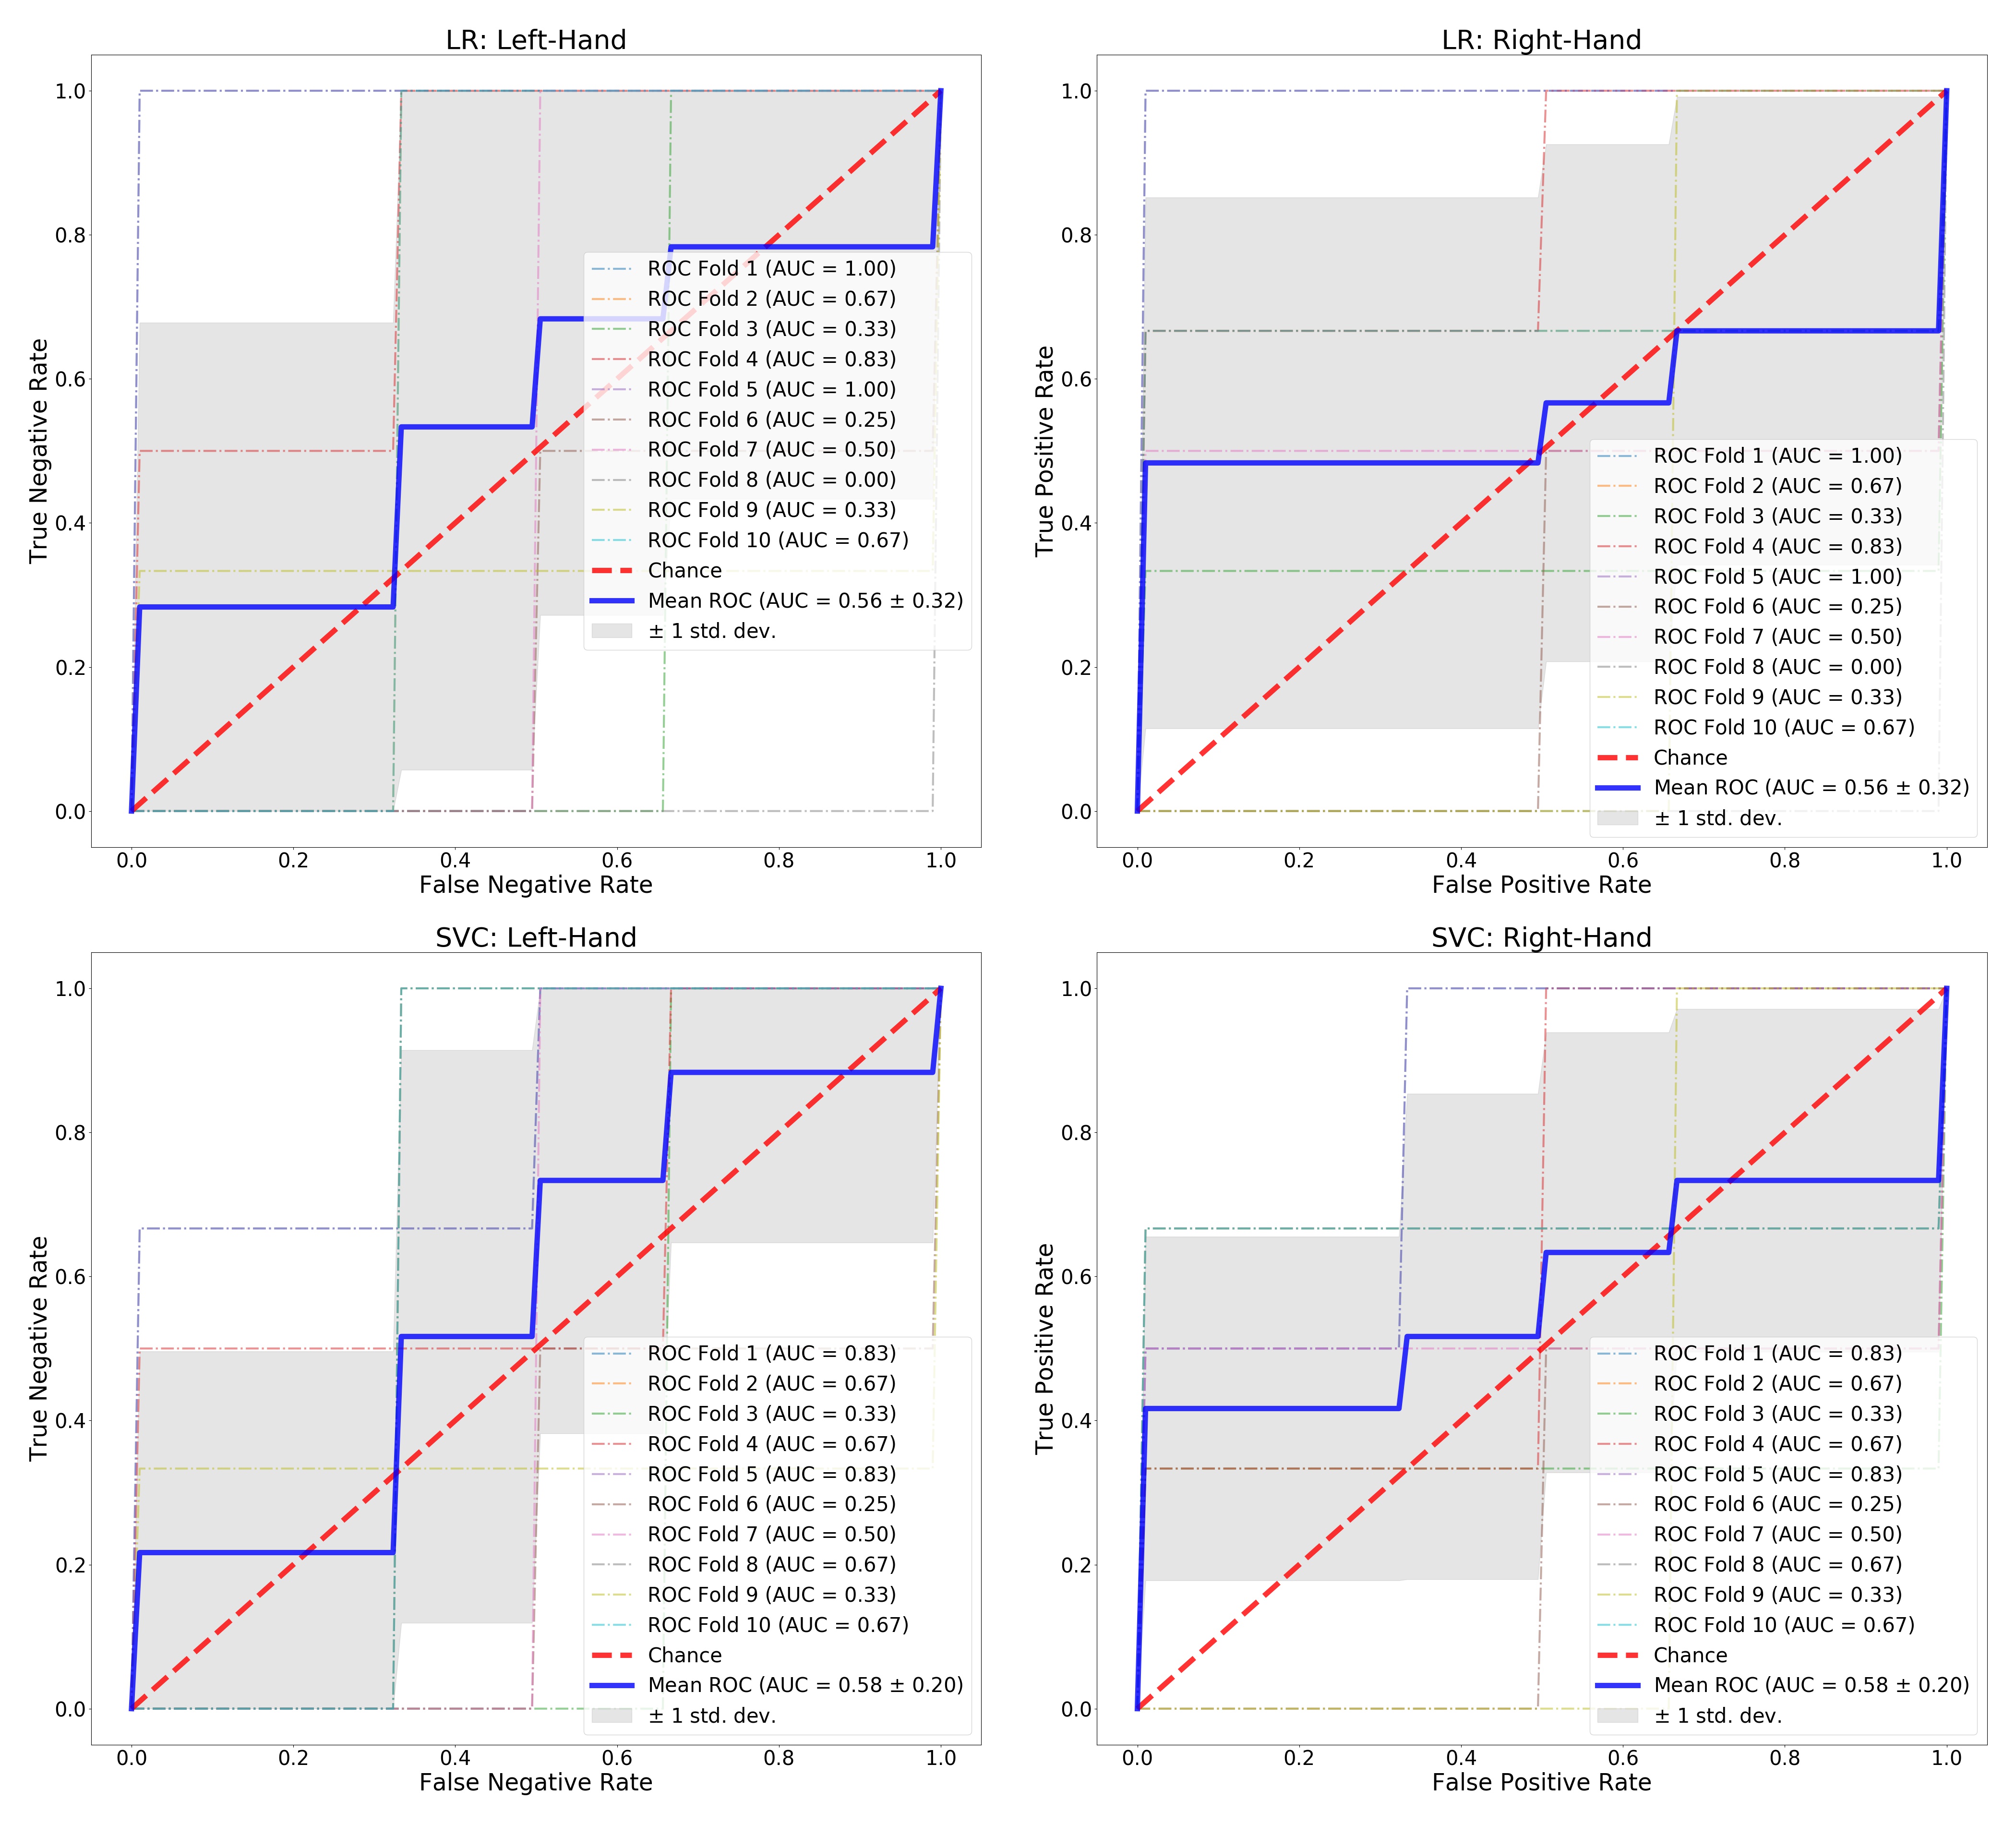 LR: Left-Hand
True Negative Rate
1.0
0.8
0.6
0.4
0.2
0.0
ROC Fold 1 (AUC = 1.00)
ROC Fold 2 (AUC = 0.67)
ROC Fold 3 (AUC = 0.33)
ROC Fold 4 (AUC = 0.83)
ROC Fold 5 (AUC = 1.00)
ROC Fold 6 (AUC = 0.25)
ROC Fold 7 (AUC = 0.50)
ROC Fold 8 (AUC = 0.00)
ROC Fold 9 (AUC = 0.33)
ROC Fold 10 (AUC = 0.67)
Chance
Mean ROC (AUC = 0.56 ± 0.32)
± 1 std. dev.
0.0 0.2 0.4 0.6 0.8 1.0
False Negative Rate
LR: Right-Hand
True Positive Rate
1.0
0.8
0.6
0.4
0.2
0.0
ROC Fold 1 (AUC = 1.00)
ROC Fold 2 (AUC = 0.67)
ROC Fold 3 (AUC = 0.33)
ROC Fold 4 (AUC = 0.83)
ROC Fold 5 (AUC = 1.00)
ROC Fold 6 (AUC = 0.25)
ROC Fold 7 (AUC = 0.50)
ROC Fold 8 (AUC = 0.00)
ROC Fold 9 (AUC = 0.33)
ROC Fold 10 (AUC = 0.67)
Chance
Mean ROC (AUC = 0.56 ± 0.32)
± 1 std. dev.
0.0 0.2 0.4 0.6 0.8 1.0
False Positive Rate
SVC: Left-Hand
True Negative Rate
1.0
0.8
0.6
0.4
0.2
0.0
ROC Fold 1 (AUC = 0.83)
ROC Fold 2 (AUC = 0.67)
ROC Fold 3 (AUC = 0.33)
ROC Fold 4 (AUC = 0.67)
ROC Fold 5 (AUC = 0.83)
ROC Fold 6 (AUC = 0.25)
ROC Fold 7 (AUC = 0.50)
ROC Fold 8 (AUC = 0.67)
ROC Fold 9 (AUC = 0.33)
ROC Fold 10 (AUC = 0.67)
Chance
Mean ROC (AUC = 0.58 ± 0.20)
± 1 std. dev.
0.0 0.2 0.4 0.6 0.8 1.0
False Negative Rate
SVC: Right-Hand
True Positive Rate
1.0
0.8
0.6
0.4
0.2
0.0
ROC Fold 1 (AUC = 0.83)
ROC Fold 2 (AUC = 0.67)
ROC Fold 3 (AUC = 0.33)
ROC Fold 4 (AUC = 0.67)
ROC Fold 5 (AUC = 0.83)
ROC Fold 6 (AUC = 0.25)
ROC Fold 7 (AUC = 0.50)
ROC Fold 8 (AUC = 0.67)
ROC Fold 9 (AUC = 0.33)
ROC Fold 10 (AUC = 0.67)
Chance
Mean ROC (AUC = 0.58 ± 0.20)
± 1 std. dev.
0.0 0.2 0.4 0.6 0.8 1.0
False Positive Rate